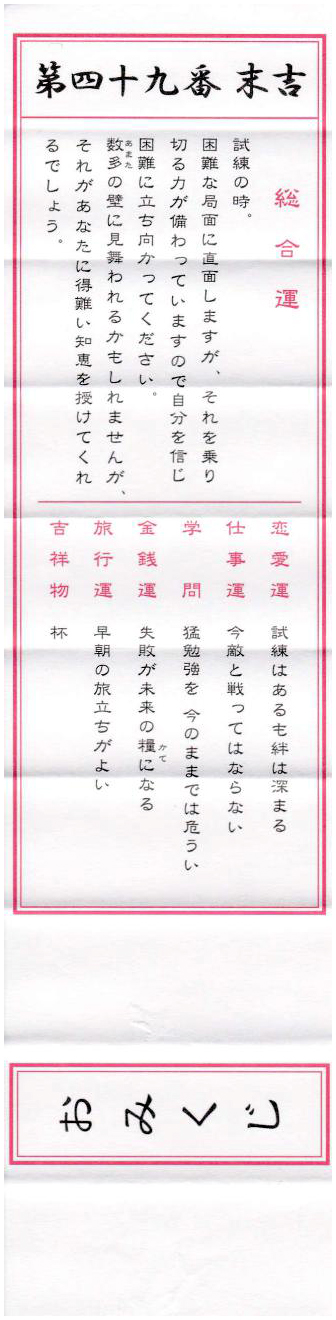 第四十九番 末吉
総合運
試練の時。
困難な局面に直面しますが、それを乗り
切る力が備わっていますので自分を信じ
困難に立ち向かってください。
数多の壁に見舞われるかもしれませんが、
あまた
それがあなたに得難い知恵を授けてくれ
るでしょう。
恋愛運 試練はあるも絆は深まる
仕事運 今敵と戦ってはならない
学問 猛勉強を 今のままでは危うい
金銭運 失敗が未来の糧になる
かて
旅行運 早朝の旅立ちがよい
吉祥物 杯
おみくじ